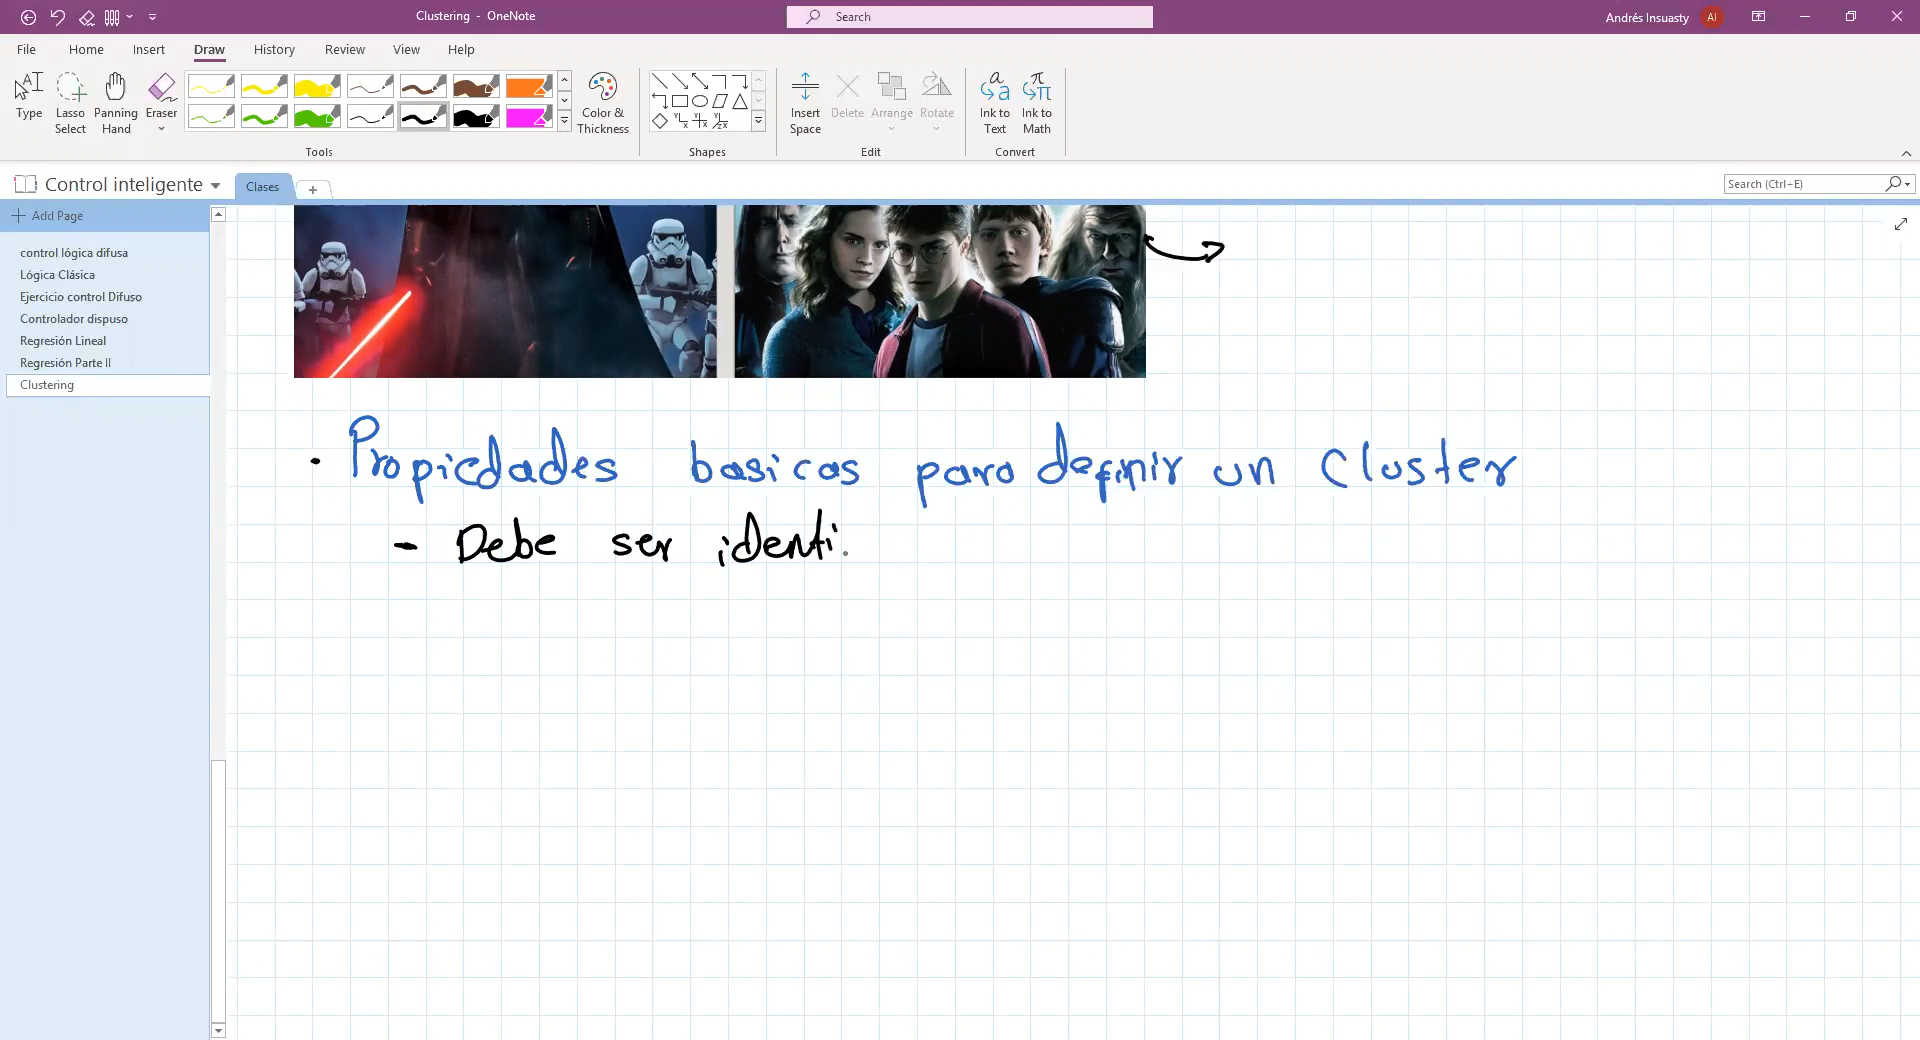 Clustering - OneNote
Search
Andrés Insuasty
AI
File Home Insert Draw History Review View Help
Type
Lasso Select
Panning Hand
Eraser
Color & Thickness
Insert Space
Delete
Arrange
Rotate
Ink to Text
Ink to Math
Tools
Shapes
Edit
Convert
Control inteligente
Clases
Search (Ctrl+E)
Add Page
control lógica difusa
Lógica Clásica
Ejercicio control Difuso
Controlador dispuso
Regresión Lineal
Regresión Parte II
Clustering
· Propiedades basicas para definir un Cluster
- Debe ser identi